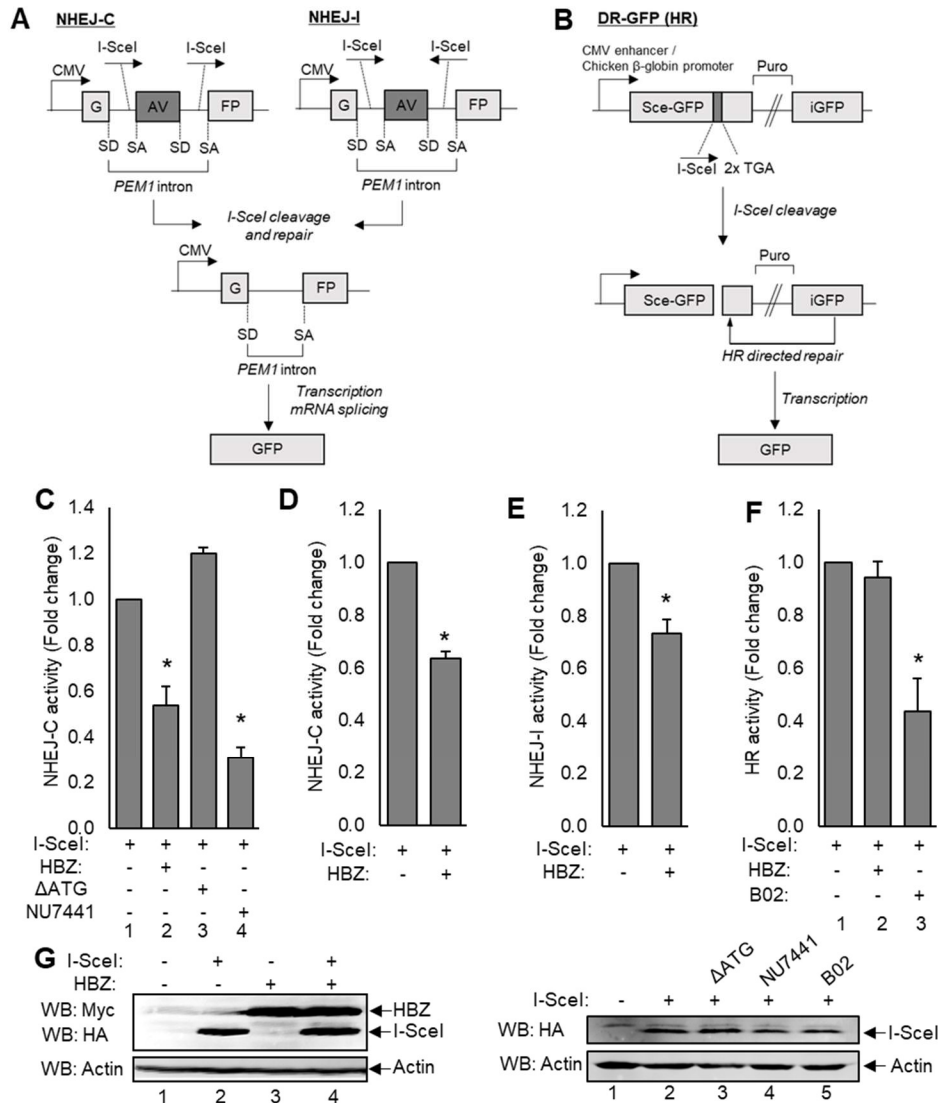 A
NHEJ-C
NHEJ-I
I-SceI
I-SceI
I-SceI
I-SceI
CMV
CMV
G
AV
FP
G
AV
FP
SD
SA
SD
SA
SD
SA
SD
SA
PEM1 intron
PEM1 intron
I-SceI cleavage
and repair
CMV
G
FP
SD
SA
PEM1 intron
Transcription
mRNA splicing
GFP
B
DR-GFP (HR)
CMV enhancer /
Chicken β-globin promoter
Puro
Sce-GFP
iGFP
I-SceI
2x TGA
I-SceI cleavage
Puro
Sce-GFP
iGFP
HR directed repair
Transcription
GFP
C
NHEJ-C activity (Fold change)
1.4
1.2
1.0
0.8
0.6
0.4
0.2
0.0
*
*
I-SceI: + + + +
HBZ: - + - -
ΔATG - - + -
NU7441 - - - +
1 2 3 4
D
NHEJ-C activity (Fold change)
1.2
1.0
0.8
0.6
0.4
0.2
0.0
*
I-SceI: + +
HBZ: - +
E
NHEJ-I activity (Fold change)
1.2
1.0
0.8
0.6
0.4
0.2
0.0
*
I-SceI: + +
HBZ: - +
F
HR activity (Fold change)
1.2
1.0
0.8
0.6
0.4
0.2
0.0
*
I-SceI: + + +
HBZ: - + -
B02: - - +
1 2 3
G
I-SceI: - + - +
HBZ: - - + +
WB: Myc
HBZ
WB: HA
I-SceI
WB: Actin
Actin
1 2 3 4
ΔATG
NU7441
B02
I-SceI: - + + + +
WB: HA
I-SceI
WB: Actin
Actin
1 2 3 4 5